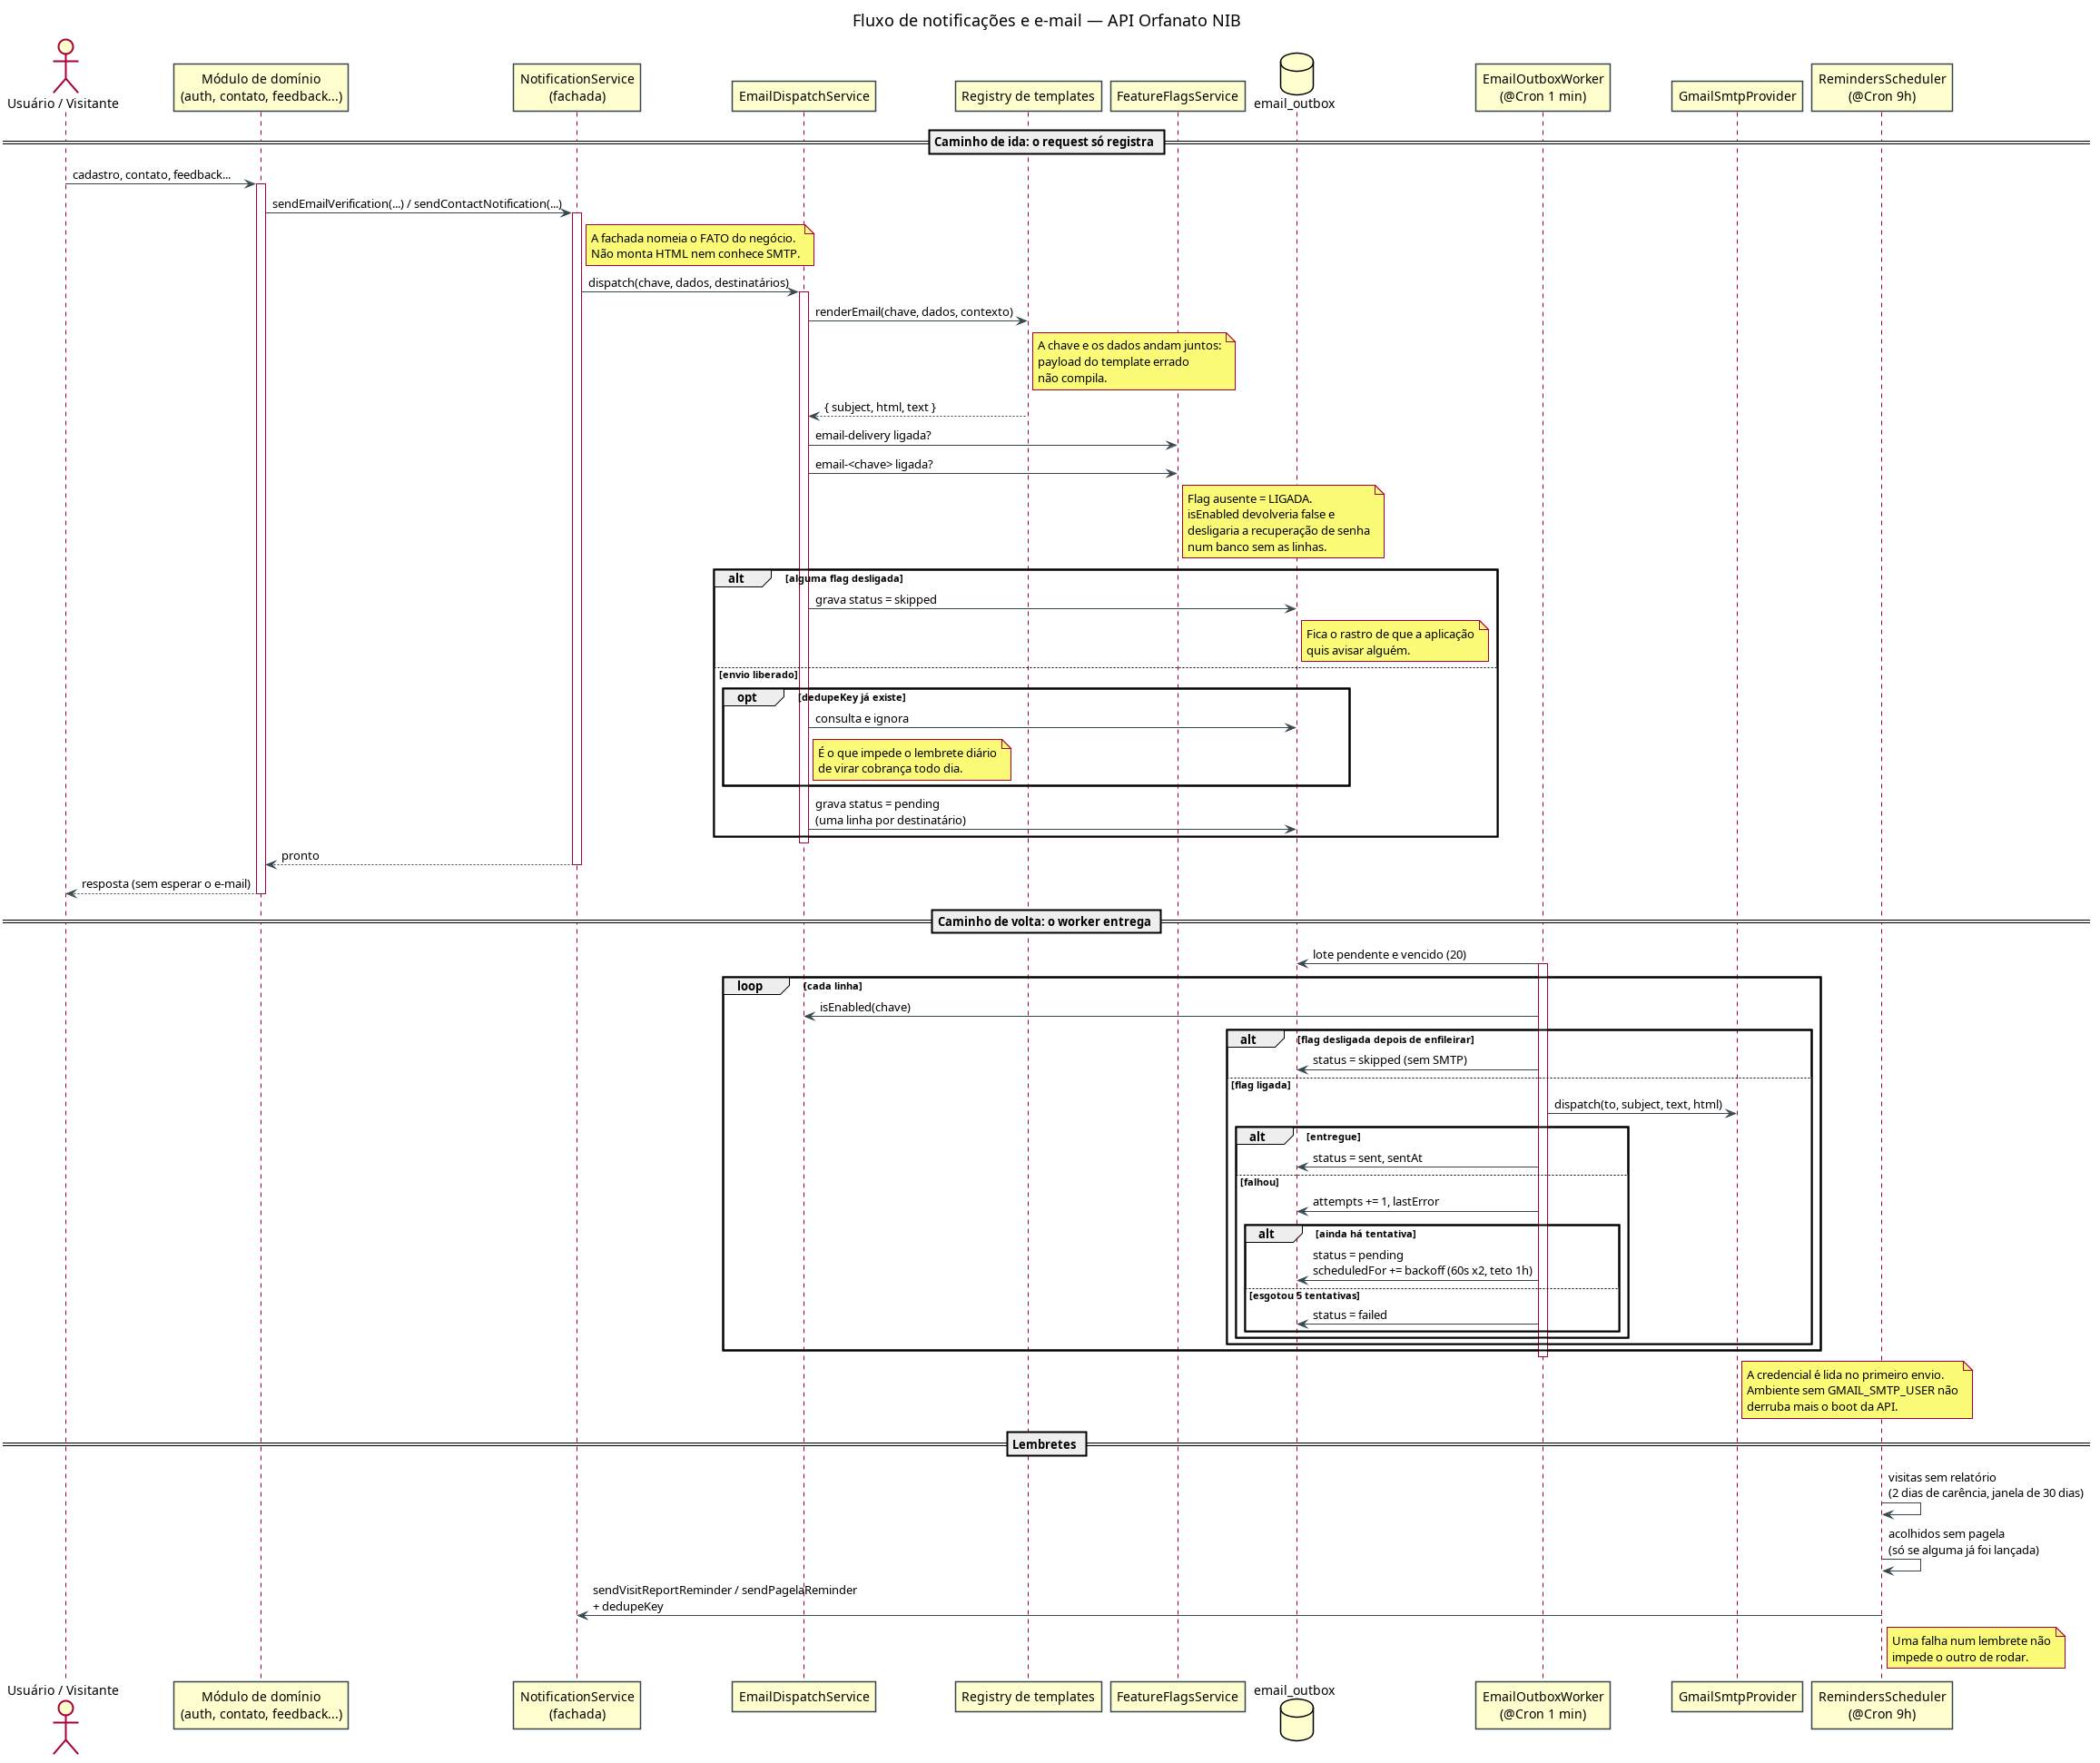 Fluxo de notificações e e-mail — API Orfanato NIB
Usuário / Visitante
Módulo de domínio
(auth, contato, feedback...)
NotificationService
(fachada)
EmailDispatchService
Registry de templates
FeatureFlagsService
email_outbox
EmailOutboxWorker
(@Cron 1 min)
GmailSmtpProvider
RemindersScheduler
(@Cron 9h)
Caminho de ida: o request só registra
cadastro, contato, feedback...
sendEmailVerification(...) / sendContactNotification(...)
A fachada nomeia o FATO do negócio.
Não monta HTML nem conhece SMTP.
dispatch(chave, dados, destinatários)
renderEmail(chave, dados, contexto)
A chave e os dados andam juntos:
payload do template errado
não compila.
{ subject, html, text }
email-delivery ligada?
email-<chave> ligada?
Flag ausente = LIGADA.
isEnabled devolveria false e
desligaria a recuperação de senha
num banco sem as linhas.
alt
[alguma flag desligada]
grava status = skipped
Fica o rastro de que a aplicação
quis avisar alguém.
[envio liberado]
opt
[dedupeKey já existe]
consulta e ignora
É o que impede o lembrete diário
de virar cobrança todo dia.
grava status = pending
(uma linha por destinatário)
pronto
resposta (sem esperar o e-mail)
Caminho de volta: o worker entrega
lote pendente e vencido (20)
loop
[cada linha]
isEnabled(chave)
alt
[flag desligada depois de enfileirar]
status = skipped (sem SMTP)
[flag ligada]
dispatch(to, subject, text, html)
alt
[entregue]
status = sent, sentAt
[falhou]
attempts += 1, lastError
alt
[ainda há tentativa]
status = pending
scheduledFor += backoff (60s x2, teto 1h)
[esgotou 5 tentativas]
status = failed
A credencial é lida no primeiro envio.
Ambiente sem GMAIL_SMTP_USER não
derruba mais o boot da API.
Lembretes
visitas sem relatório
(2 dias de carência, janela de 30 dias)
acolhidos sem pagela
(só se alguma já foi lançada)
sendVisitReportReminder / sendPagelaReminder
+ dedupeKey
Uma falha num lembrete não
impede o outro de rodar.
Usuário / Visitante
Módulo de domínio
(auth, contato, feedback...)
NotificationService
(fachada)
EmailDispatchService
Registry de templates
FeatureFlagsService
email_outbox
EmailOutboxWorker
(@Cron 1 min)
GmailSmtpProvider
RemindersScheduler
(@Cron 9h)